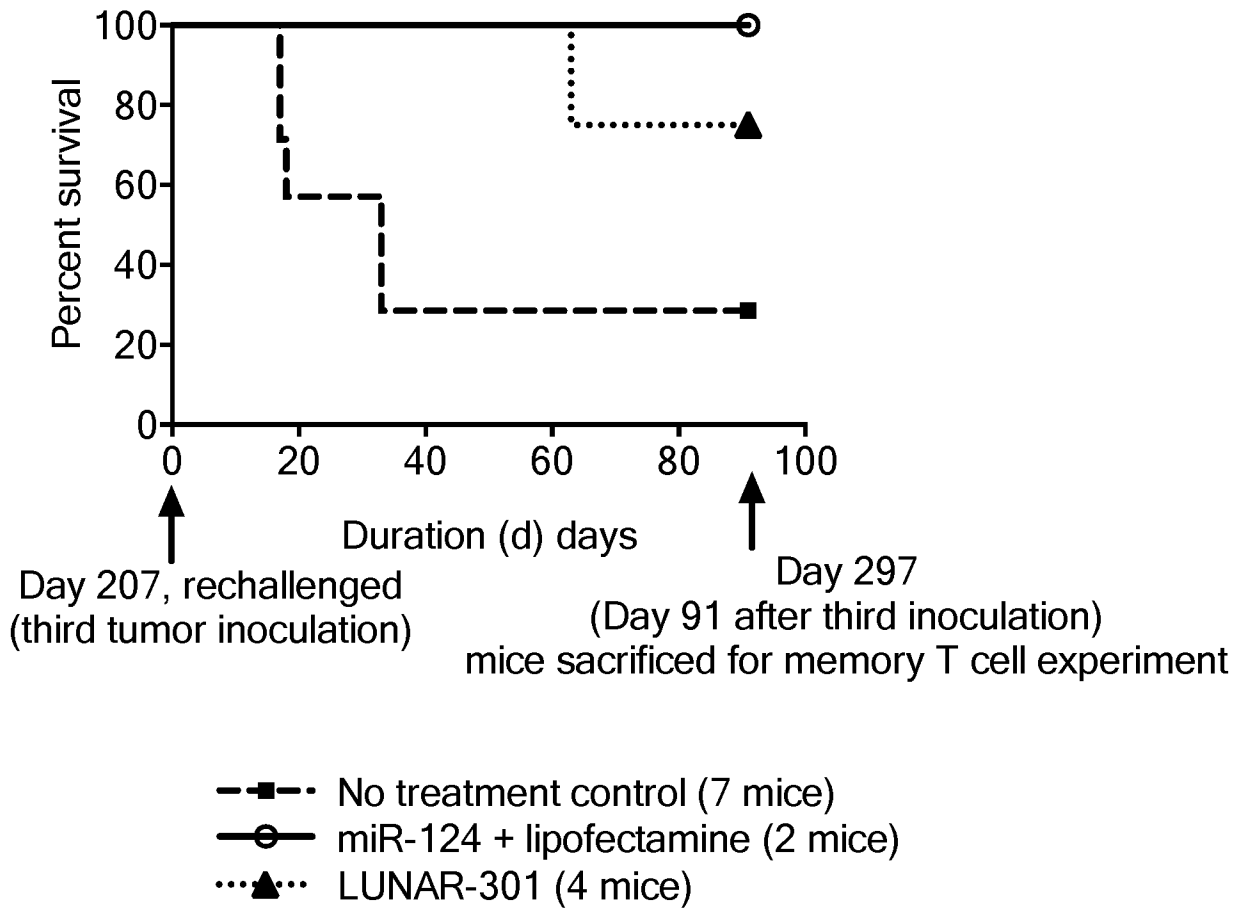 Percent survival
100
80
60
40
20
0
0 20 40 60 80 100
Duration (d) days
Day 207, rechallenged
(third tumor inoculation)
Day 297
(Day 91 after third inoculation)
mice sacrificed for memory T cell experiment
No treatment control (7 mice)
miR-124 + lipofectamine (2 mice)
LUNAR-301 (4 mice)